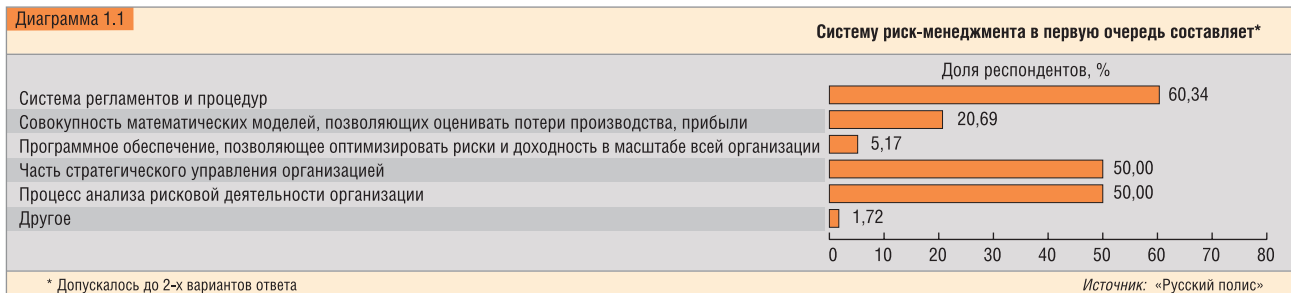 Диаграмма 1.1
Систему риск-менеджмента в первую очередь составляет*
Доля респондентов, %
Система регламентов и процедур 60,34
Совокупность математических моделей, позволяющих оценивать потери производства, прибыли 20,69
Программное обеспечение, позволяющее оптимизировать риски и доходность в масштабе всей организации 5,17
Часть стратегического управления организацией 50,00
Процесс анализа рисковой деятельности организации 50,00
Другое 1,72
0 10 20 30 40 50 60 70 80
* Допускалось до 2-х вариантов ответа Источник: «Русский полис»